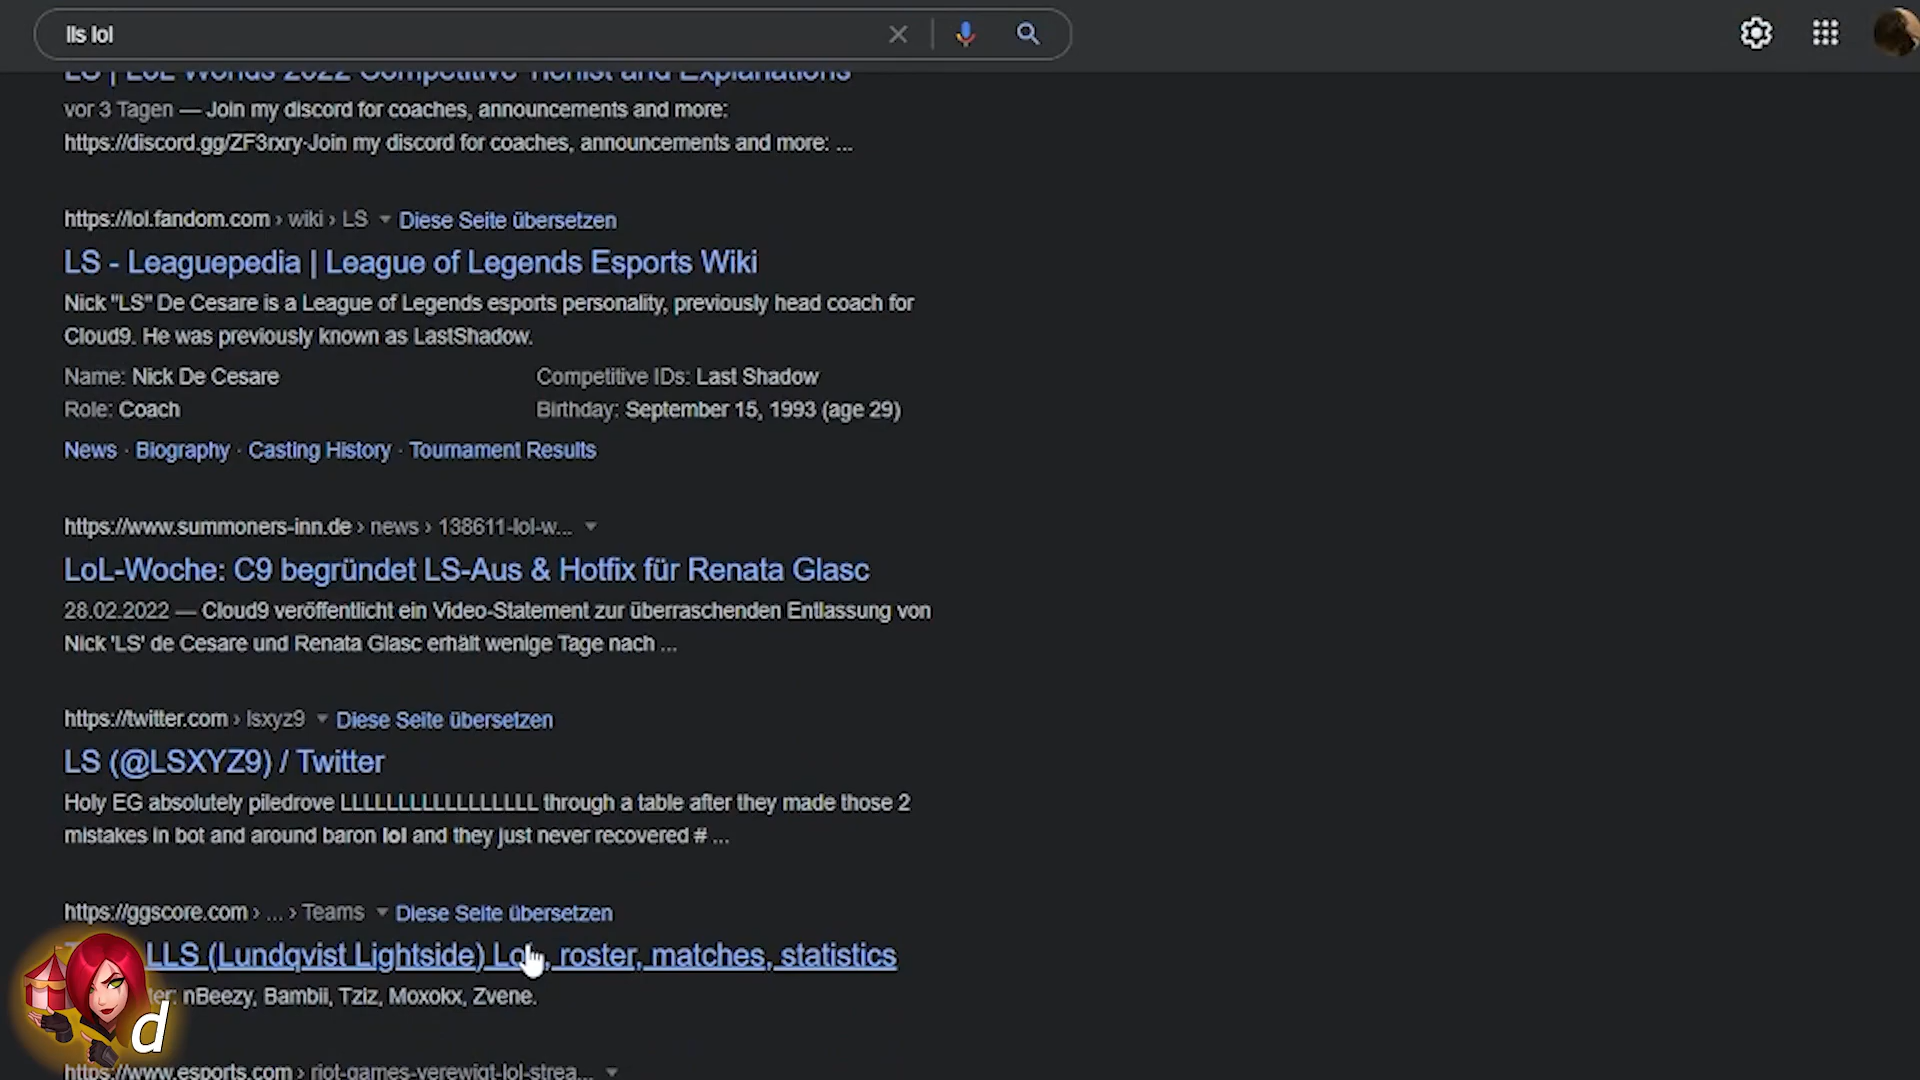 lls lol
LS | LoL Worlds 2022 Competitive Tierlist and Explanations
vor 3 Tagen — Join my discord for coaches, announcements and more:
https://discord.gg/ZF3rxry-Join my discord for coaches, announcements and more: ...
https://lol.fandom.com › wiki › LS Diese Seite übersetzen
LS - Leaguepedia | League of Legends Esports Wiki
Nick "LS" De Cesare is a League of Legends esports personality, previously head coach for
Cloud9. He was previously known as LastShadow.
Name: Nick De Cesare Competitive IDs: Last Shadow
Role: Coach Birthday: September 15, 1993 (age 29)
News · Biography · Casting History · Tournament Results
https://www.summoners-inn.de › news › 138611-lol-w...
LoL-Woche: C9 begründet LS-Aus & Hotfix für Renata Glasc
28.02.2022 — Cloud9 veröffentlicht ein Video-Statement zur überraschenden Entlassung von
Nick 'LS' de Cesare und Renata Glasc erhält wenige Tage nach ...
https://twitter.com › lsxyz9 Diese Seite übersetzen
LS (@LSXYZ9) / Twitter
Holy EG absolutely piledrove LLLLLLLLLLLLLLLLL through a table after they made those 2
mistakes in bot and around baron lol and they just never recovered # ...
https://ggscore.com › ... › Teams Diese Seite übersetzen
LLS (Lundqvist Lightside) roster, matches, statistics
nBeezy, Bambii, Tziz, Moxokx, Zvene.
d
https://www.esports.com › riot-games-verewigt-lol-strea...